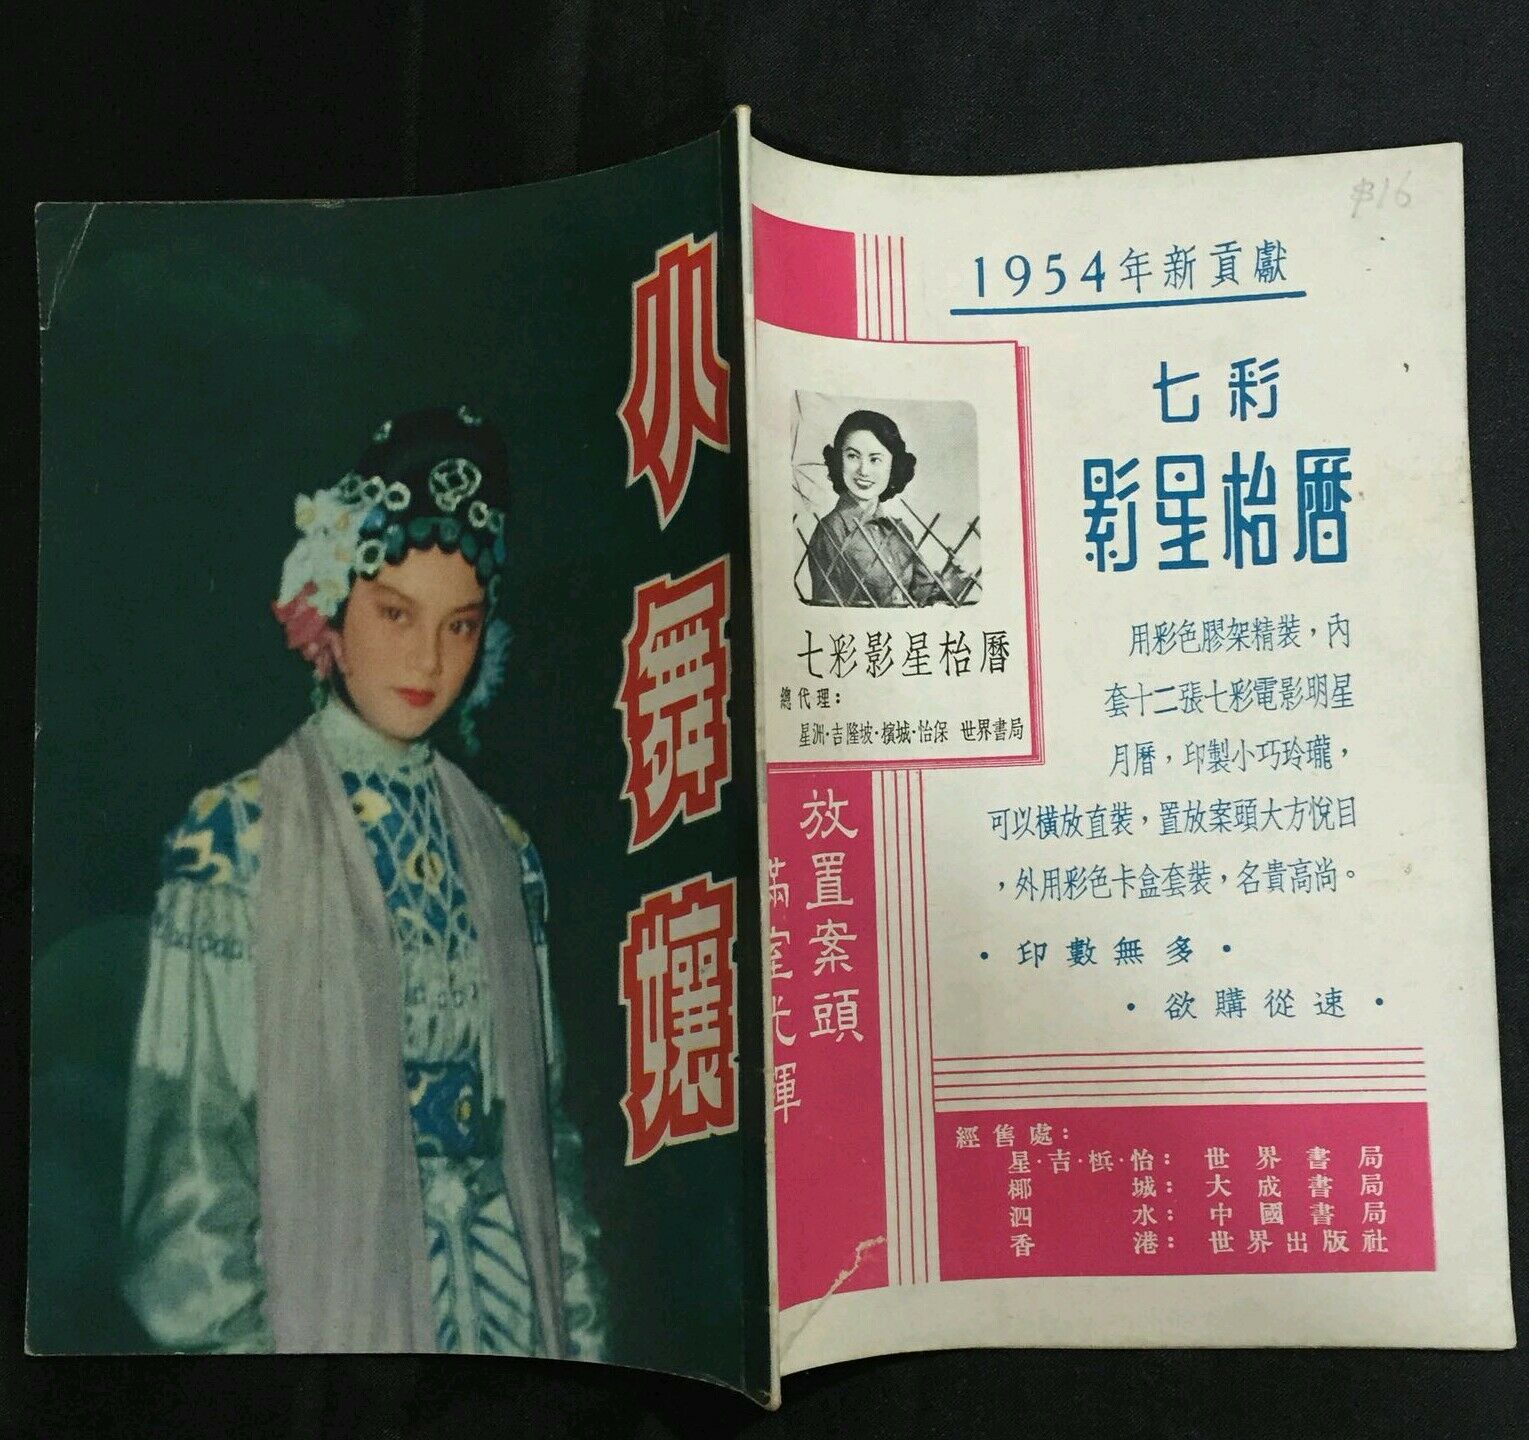 小舞孃
$16
1954年新貢獻
七彩
影星枱曆
七彩影星枱曆
總代理:
星洲·吉隆坡·檳城·怡保 世界書局
用彩色膠架精裝，內
套十二張七彩電影明星
月曆，印製小巧玲瓏，
可以橫放直裝，置放案頭大方悅目
，外用彩色卡盒套裝，名貴高尚。
•印數無多•
•欲購從速•
放置案頭
滿室光輝
經售處:
星·吉·梹·怡: 世界書局
椰城: 大成書局
泗水: 中國書局
香港: 世界出版社